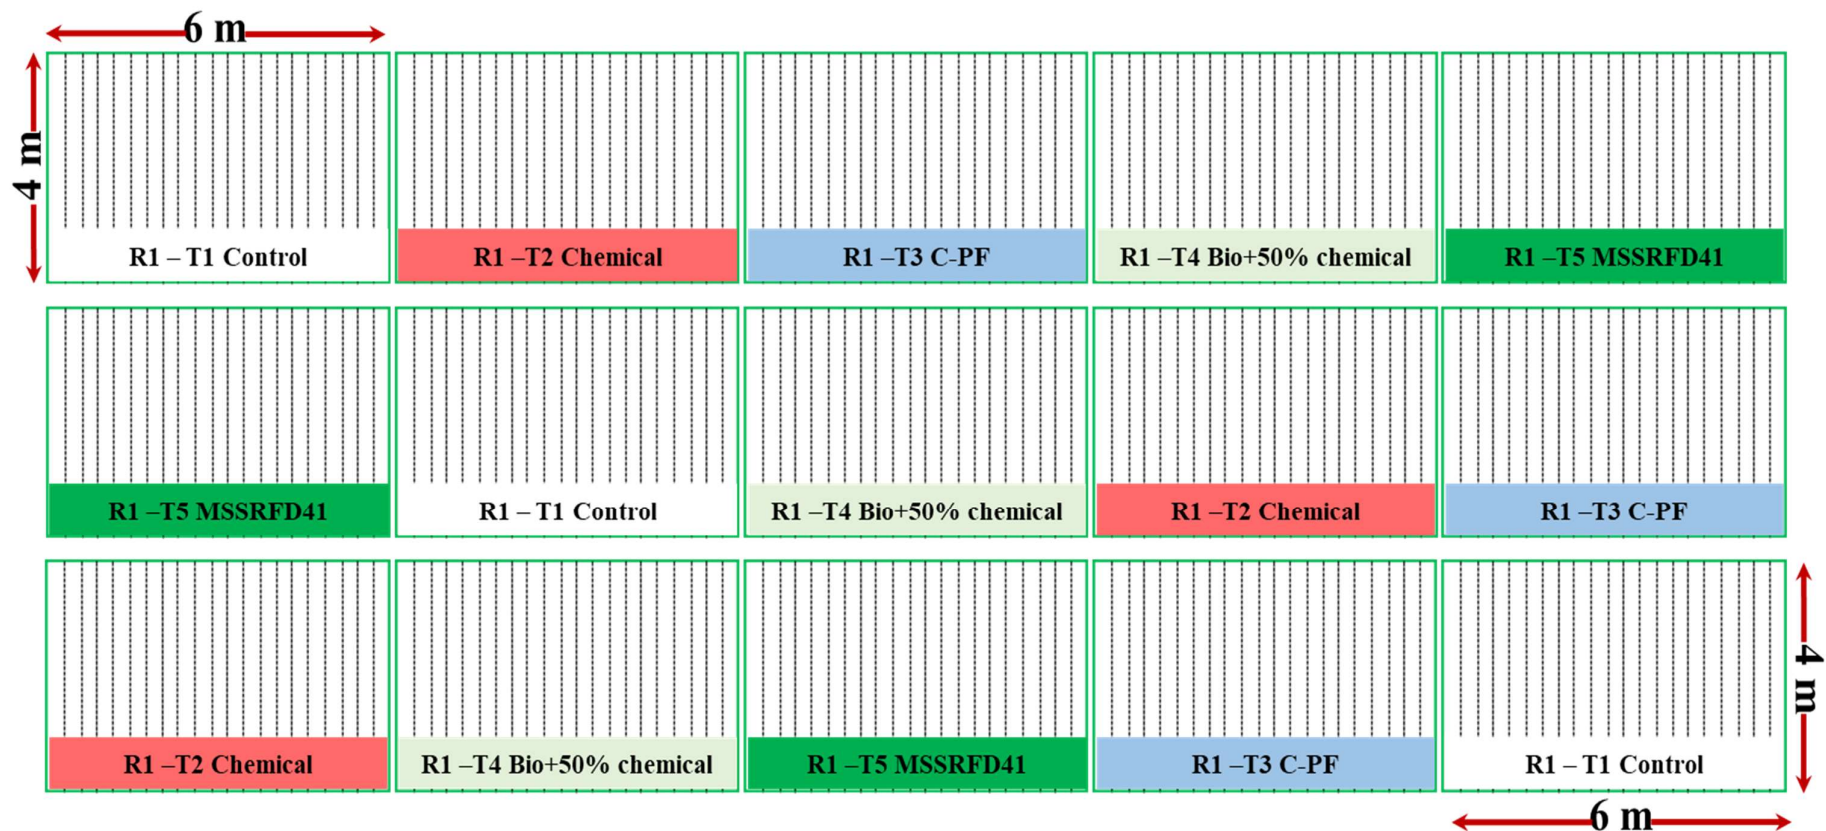 6 m
4 m
R1 – T1 Control
R1 –T2 Chemical
R1 –T3 C-PF
R1 –T4 Bio+50% chemical
R1 –T5 MSSRFD41
R1 –T5 MSSRFD41
R1 – T1 Control
R1 –T4 Bio+50% chemical
R1 –T2 Chemical
R1 –T3 C-PF
R1 –T2 Chemical
R1 –T4 Bio+50% chemical
R1 –T5 MSSRFD41
R1 –T3 C-PF
R1 – T1 Control
4 m
6 m